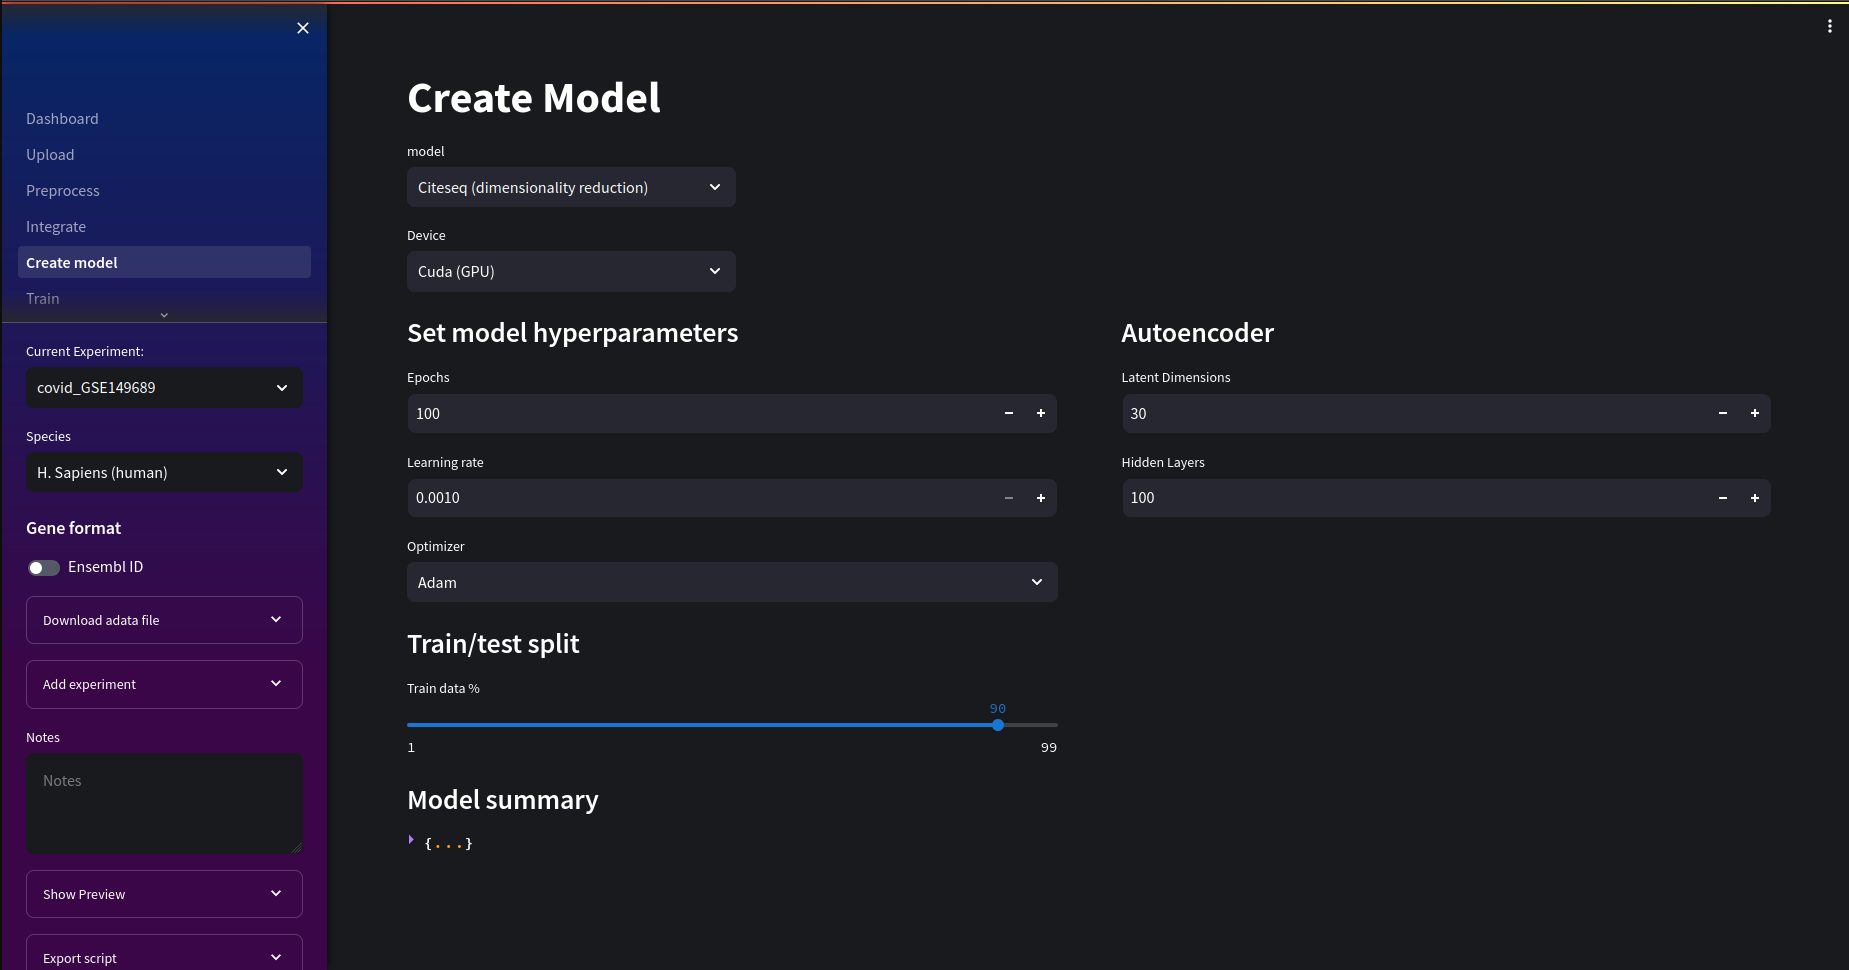 Dashboard
Upload
Preprocess
Integrate
Create model
Train
Current Experiment:
covid_GSE149689
Species
H. Sapiens (human)
Gene format
Ensembl ID
Download adata file
Add experiment
Notes
Notes
Show Preview
Export script
Create Model
model
Citeseq (dimensionality reduction)
Device
Cuda (GPU)
Set model hyperparameters
Epochs
100
Learning rate
0.0010
Optimizer
Adam
Autoencoder
Latent Dimensions
30
Hidden Layers
100
Train/test split
Train data %
90
1 99
Model summary
{...}